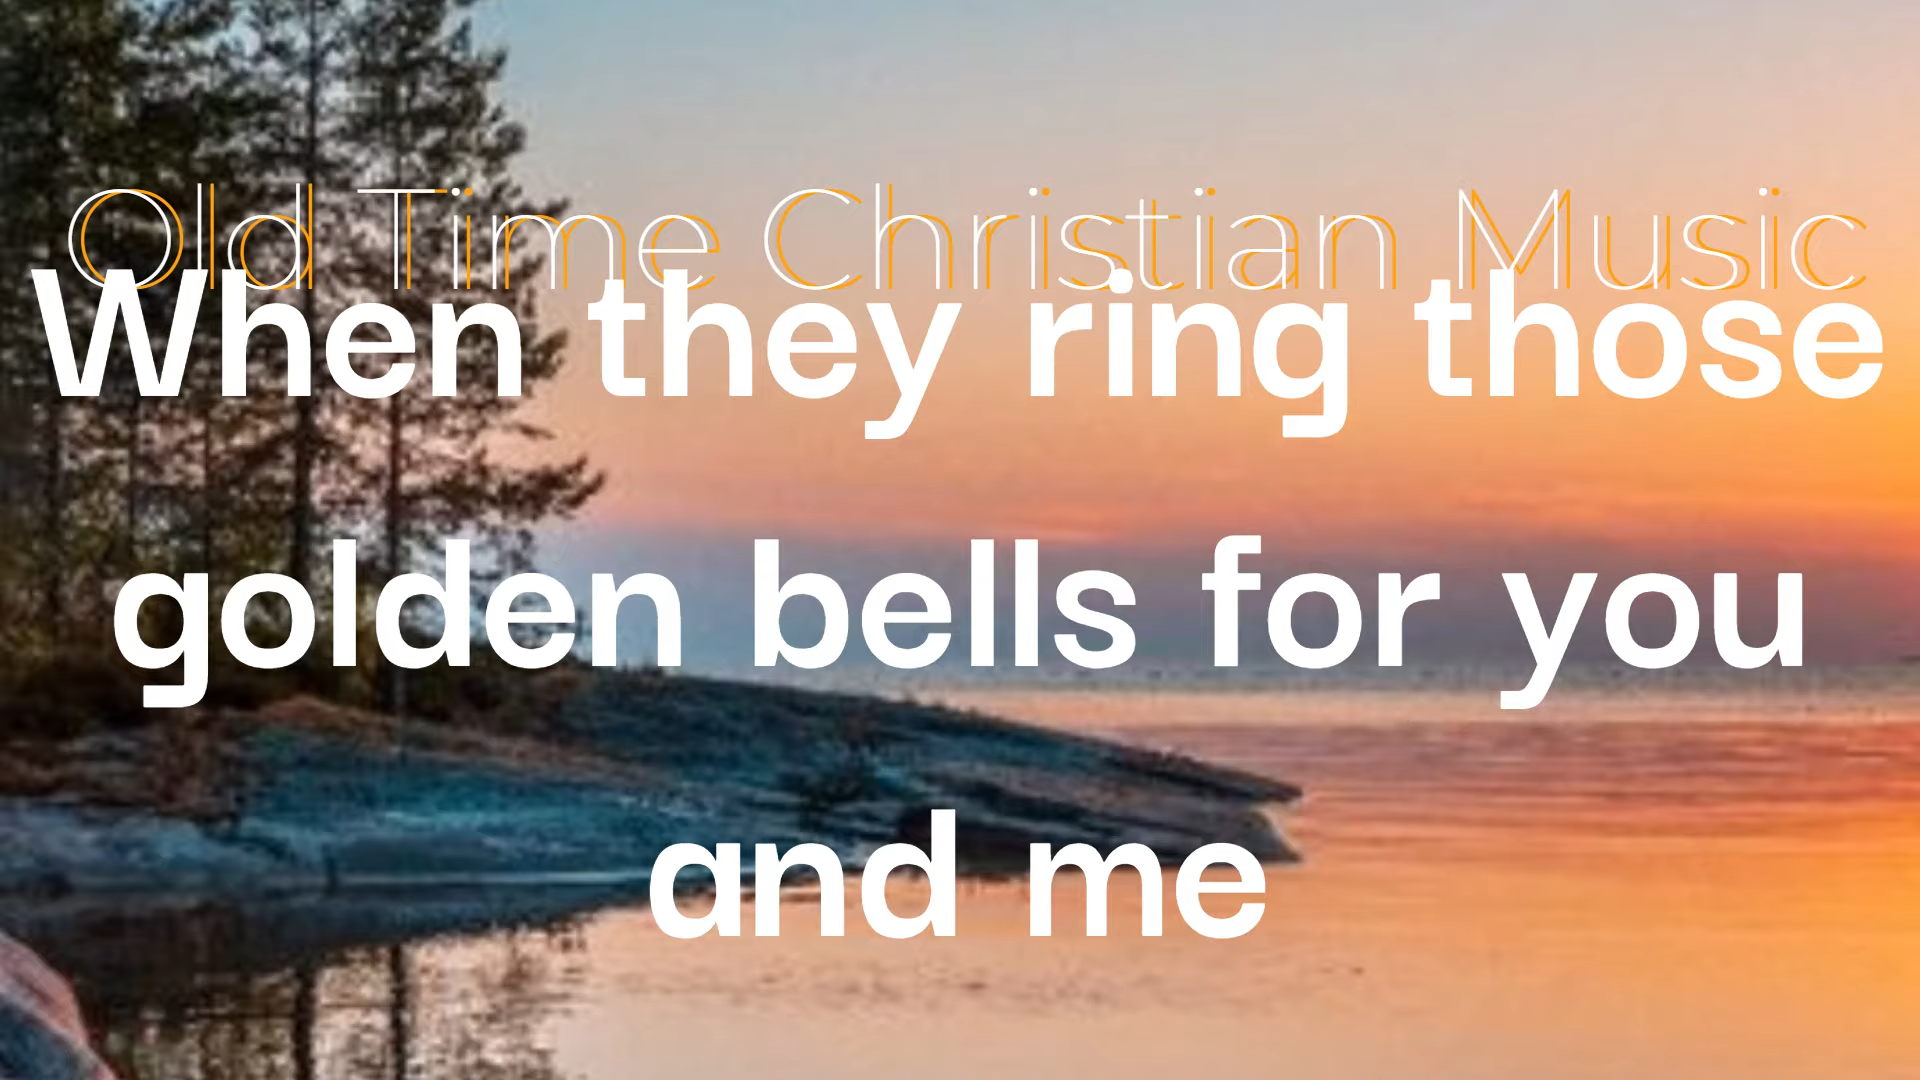 Old Time Christian Music
When they ring those
golden bells for you
and me